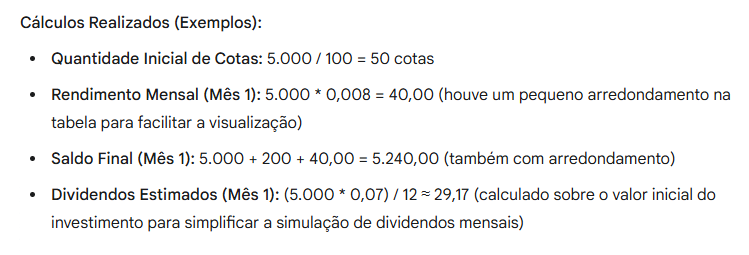 Cálculos Realizados (Exemplos):
• Quantidade Inicial de Cotas: 5.000 / 100 = 50 cotas
• Rendimento Mensal (Mês 1): 5.000 * 0,008 = 40,00 (houve um pequeno arredondamento na
tabela para facilitar a visualização)
• Saldo Final (Mês 1): 5.000 + 200 + 40,00 = 5.240,00 (também com arredondamento)
• Dividendos Estimados (Mês 1): (5.000 * 0,07) / 12 ≈ 29,17 (calculado sobre o valor inicial do
investimento para simplificar a simulação de dividendos mensais)